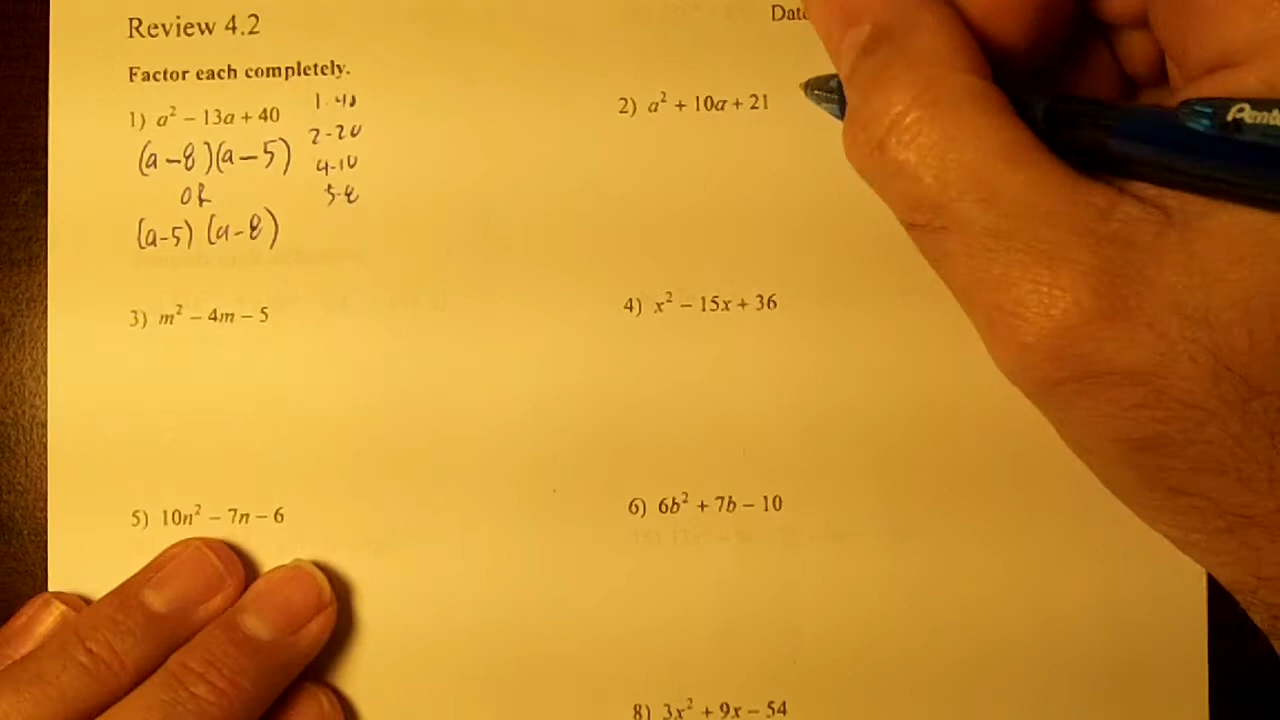 Review 4.2
Factor each completely.
1) a² − 13a + 40
(a − 8)(a − 5)
OR
(a-5) (a-8)
1-40
2-20
4-10
5-8
2) a² + 10a + 21
3) m² − 4m − 5
4) x² − 15x + 36
5) 10n² − 7n − 6
6) 6b² + 7b − 10
8) 3x² + 9x − 54